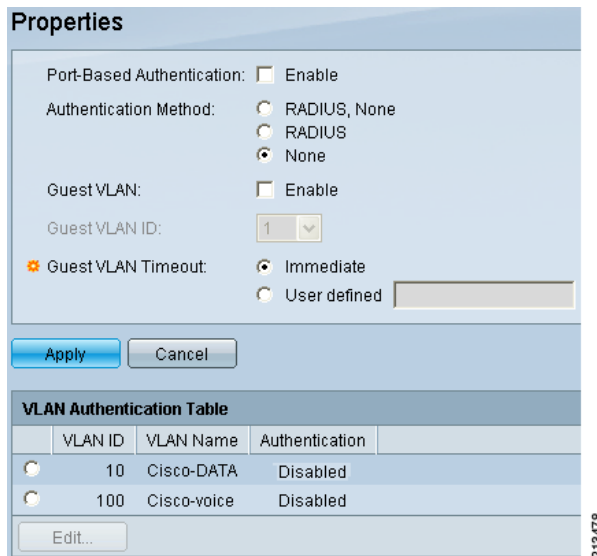 Properties
Port-Based Authentication: Enable
Authentication Method: RADIUS, None
RADIUS
None
Guest VLAN: Enable
Guest VLAN ID: 1
Guest VLAN Timeout: Immediate
User defined
Apply Cancel
VLAN Authentication Table
VLAN ID VLAN Name Authentication
10 Cisco-DATA Disabled
100 Cisco-voice Disabled
Edit...